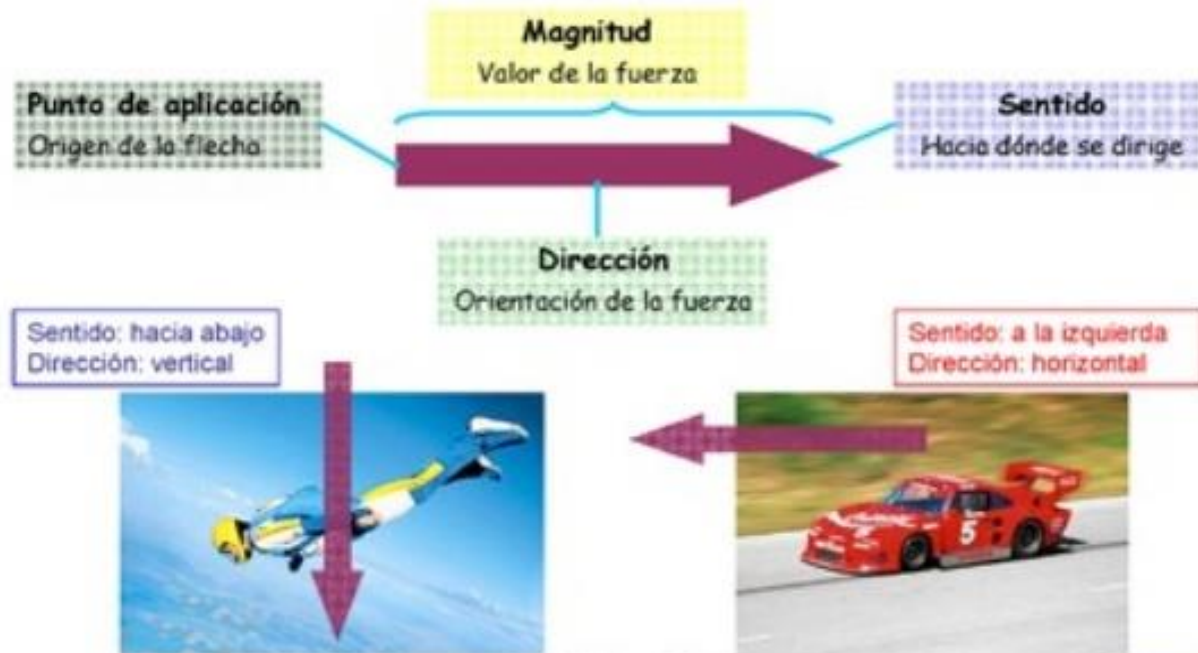 Magnitud
Valor de la fuerza
Punto de aplicación
Origen de la flecha
Sentido
Hacia dónde se dirige
Dirección
Orientación de la fuerza
Sentido: hacia abajo
Dirección: vertical
Sentido: a la izquierda
Dirección: horizontal
5